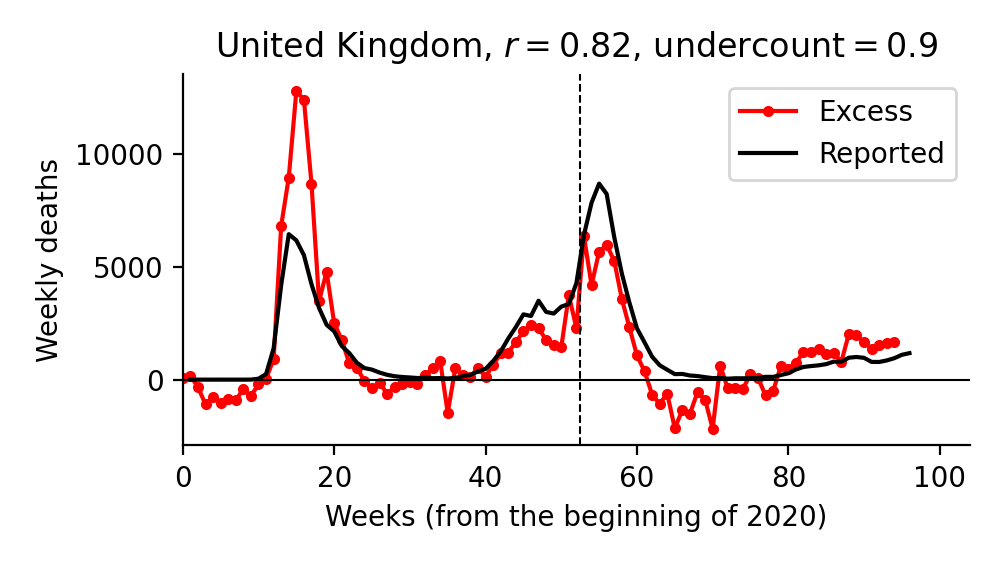 United Kingdom, r = 0.82, undercount = 0.9
Excess
Reported
Weekly deaths
10000
5000
0
0 20 40 60 80 100
Weeks (from the beginning of 2020)